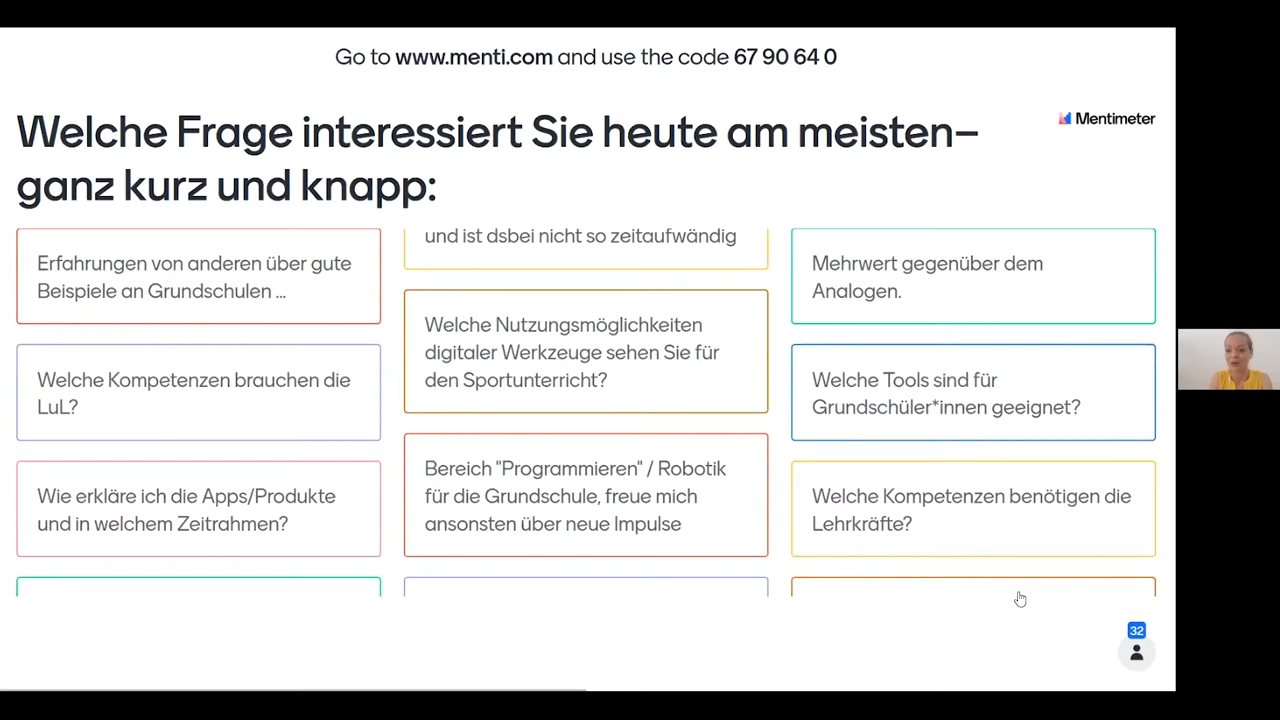 Go to www.menti.com and use the code 67 90 64 0
Welche Frage interessiert Sie heute am meisten–
ganz kurz und knapp:
Mentimeter
Erfahrungen von anderen über gute
Beispiele an Grundschulen ...
Welche Kompetenzen brauchen die
LuL?
Wie erkläre ich die Apps/Produkte
und in welchem Zeitrahmen?
und ist dsbei nicht so zeitaufwändig
Welche Nutzungsmöglichkeiten
digitaler Werkzeuge sehen Sie für
den Sportunterricht?
Bereich "Programmieren" / Robotik
für die Grundschule, freue mich
ansonsten über neue Impulse
Mehrwert gegenüber dem
Analogen.
Welche Tools sind für
Grundschüler*innen geeignet?
Welche Kompetenzen benötigen die
Lehrkräfte?
32